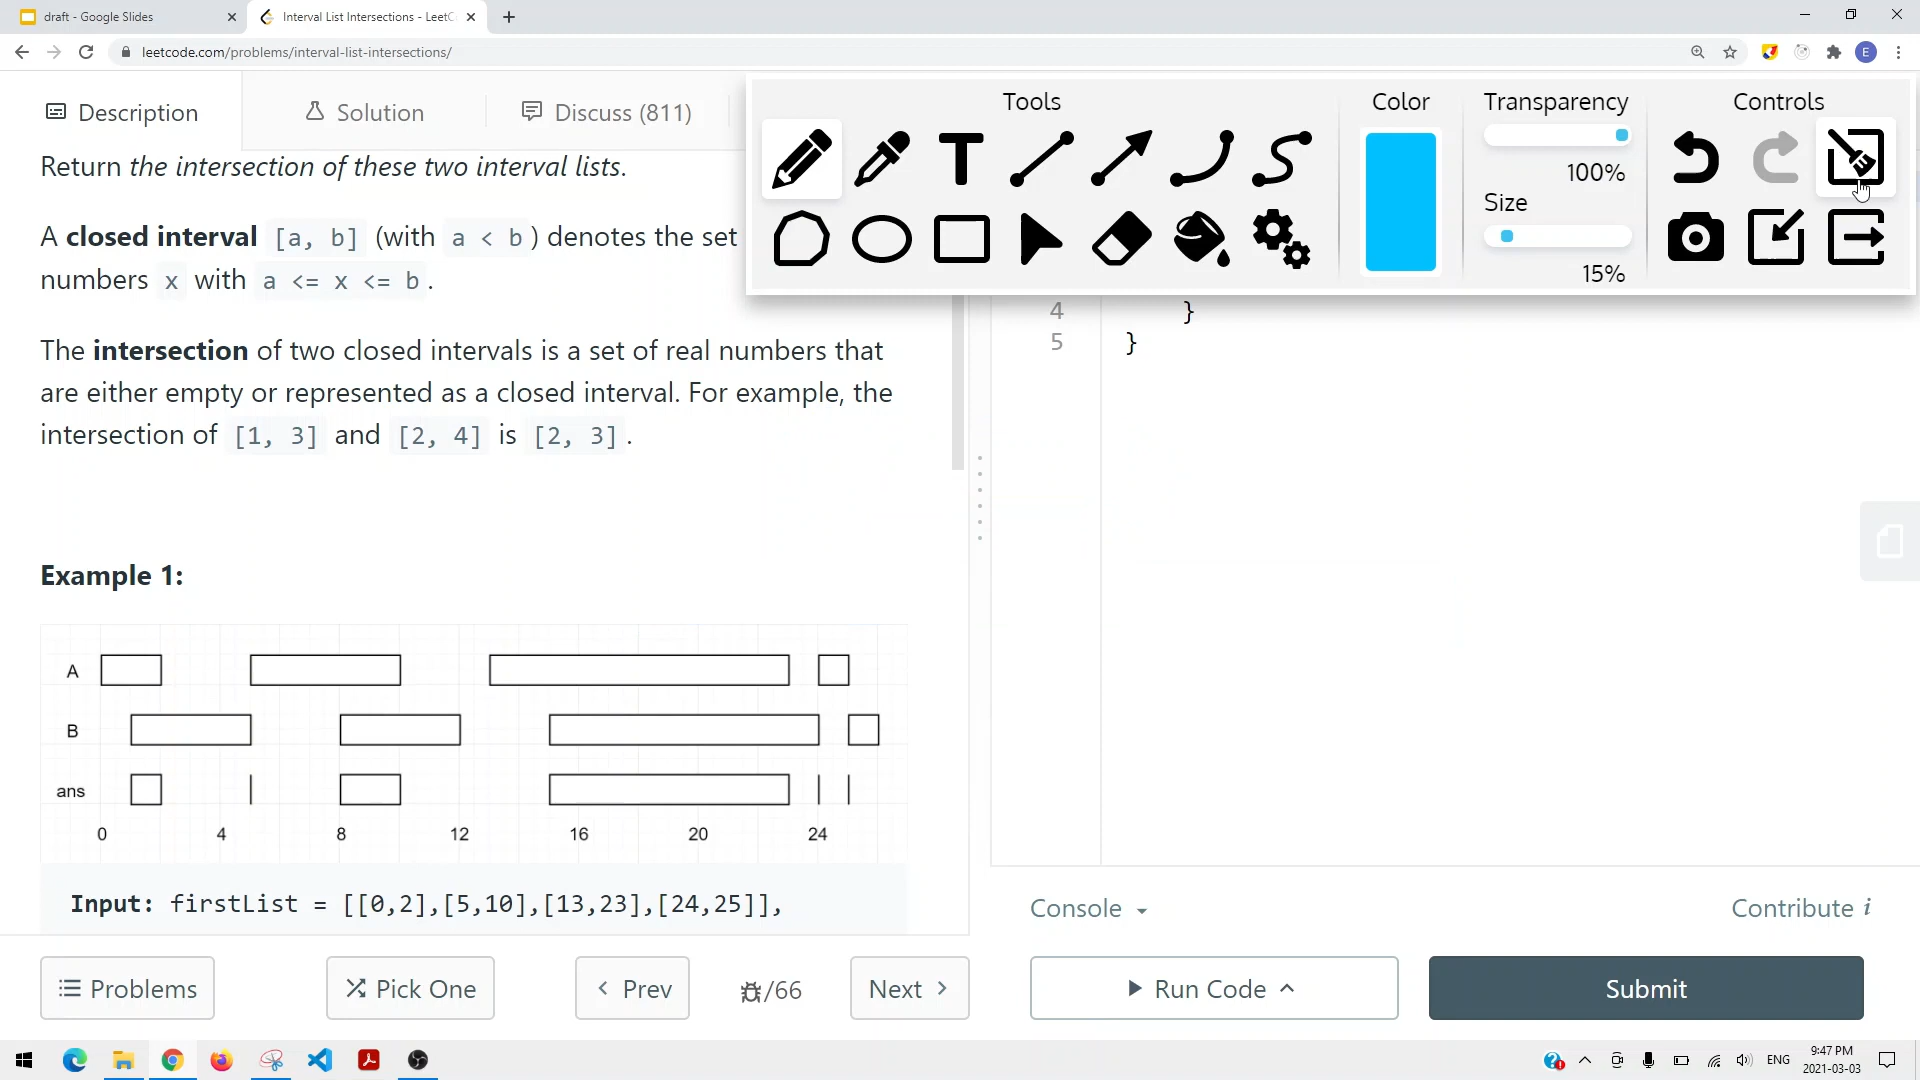 draft - Google Slides
Interval List Intersections - LeetC
leetcode.com/problems/interval-list-intersections/
E
Description
Solution
Discuss (811)
Tools
Color
Transparency
100%
Size
15%
Controls
Return the intersection of these two interval lists.
A closed interval [a, b] (with a < b) denotes the set
numbers x with a <= x <= b.
The intersection of two closed intervals is a set of real numbers that
are either empty or represented as a closed interval. For example, the
intersection of [1, 3] and [2, 4] is [2, 3].
4 }
5 }
Example 1:
A
B
ans
0 4 8 12 16 20 24
Input: firstList = [[0,2],[5,10],[13,23],[24,25]],
Console
Contribute i
Problems
Pick One
Prev
/66
Next
Run Code
Submit
ENG
9:47 PM
2021-03-03